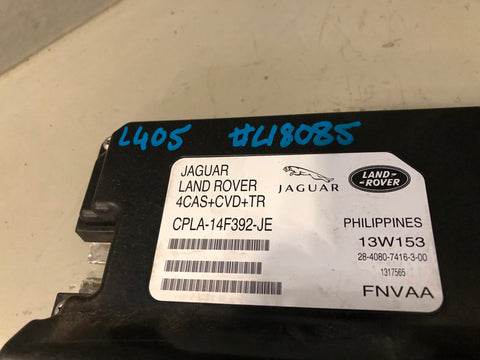 L405 #L18085
JAGUAR
LAND ROVER
4CAS+CVD+TR
CPLA-14F392-JE
JAGUAR
LAND-
-ROVER
PHILIPPINES
13W153
28-4080-7416-3-00
1317565
FNVAA